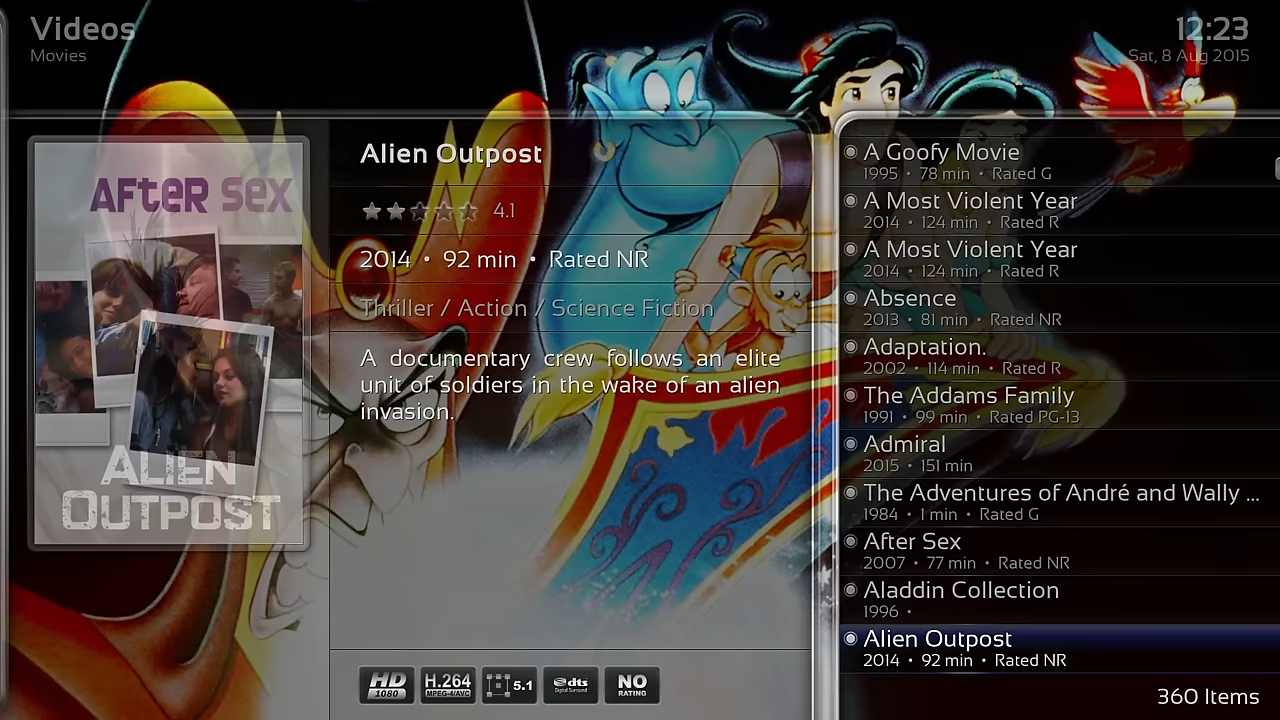 Videos
Movies
12:23
Sat, 8 Aug 2015
AFter Sex
Alien
Outpost
Alien Outpost
4.1
2014 • 92 min • Rated NR
Thriller / Action / Science Fiction
A documentary crew follows an elite
unit of soldiers in the wake of an alien
invasion.
HD 1080
H.264 MPEG-4/AVC
5.1
dts Digital Surround
NO RATING
A Goofy Movie
1995 • 78 min • Rated G
A Most Violent Year
2014 • 124 min • Rated R
A Most Violent Year
2014 • 124 min • Rated R
Absence
2013 • 81 min • Rated NR
Adaptation.
2002 • 114 min • Rated R
The Addams Family
1991 • 99 min • Rated PG-13
Admiral
2015 • 151 min
The Adventures of André and Wally ...
1984 • 1 min • Rated G
After Sex
2007 • 77 min • Rated NR
Aladdin Collection
1996 •
Alien Outpost
2014 • 92 min • Rated NR
360 Items